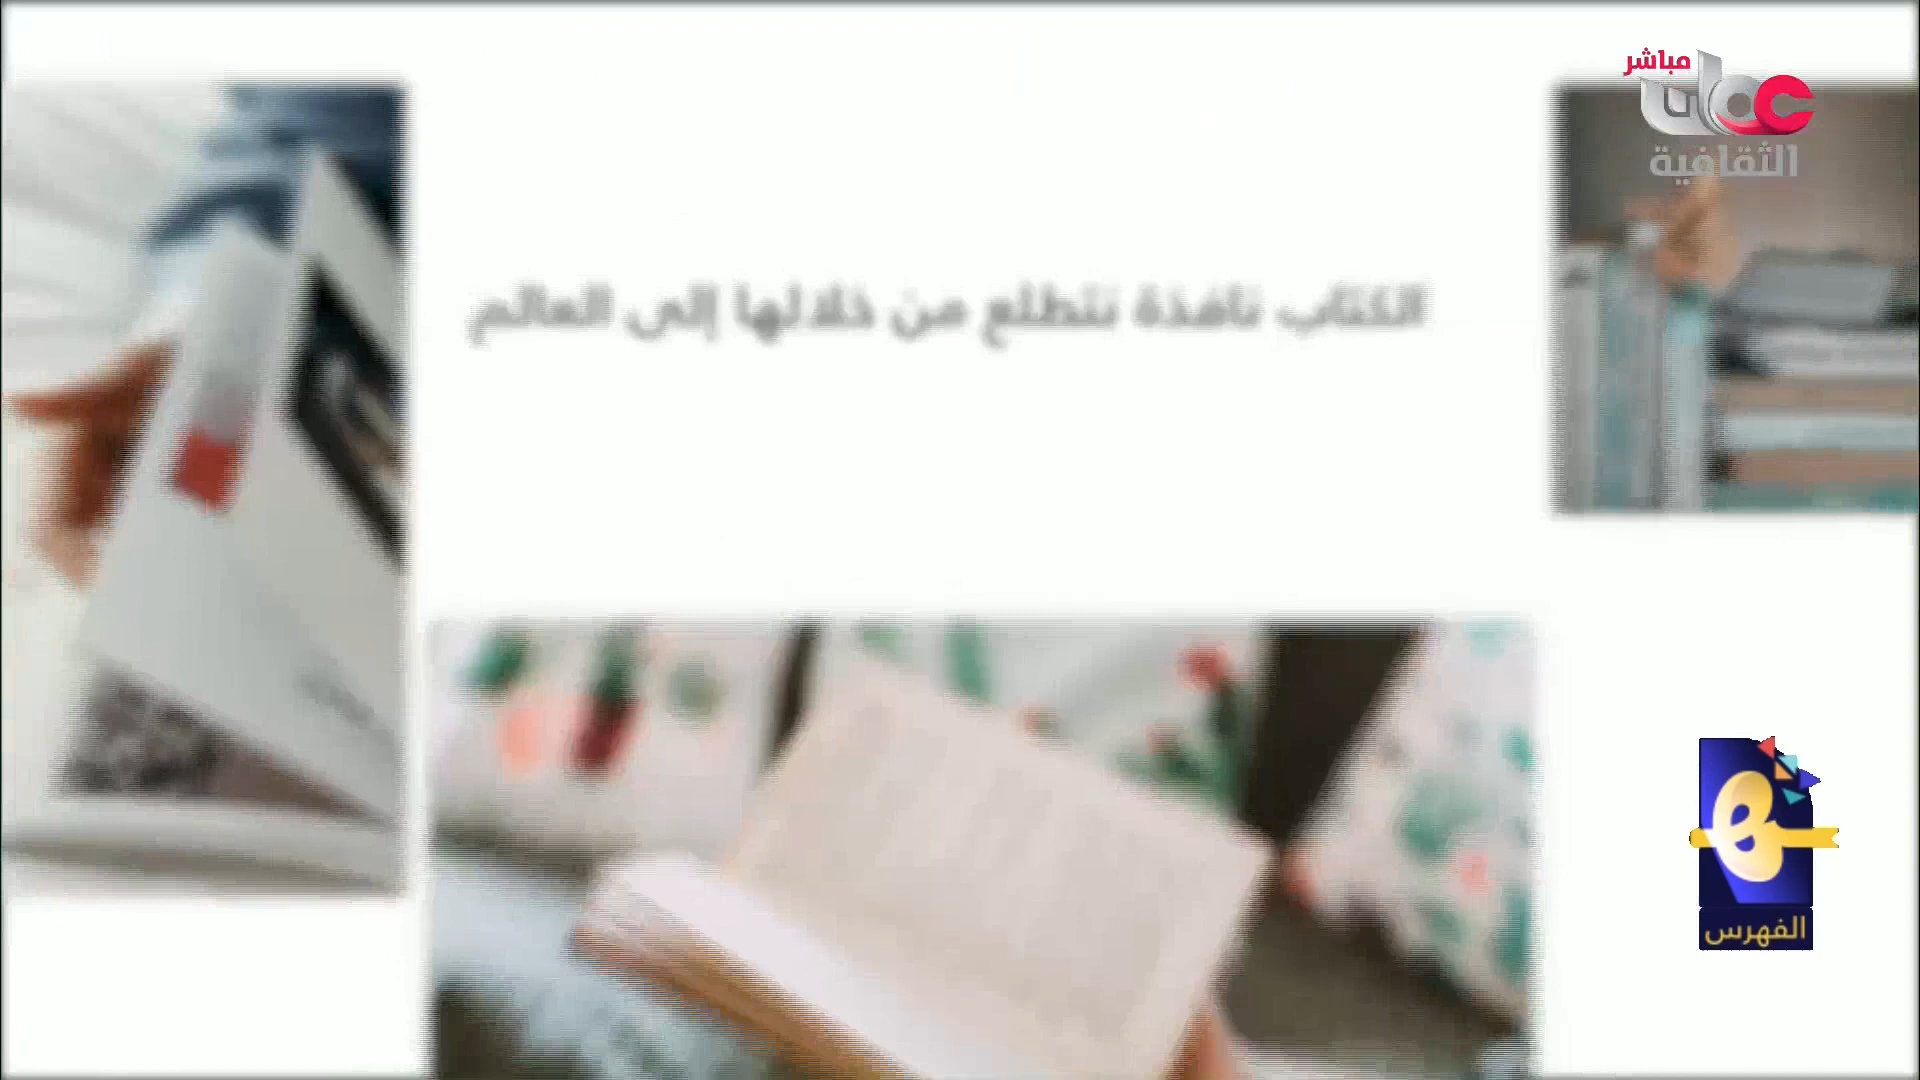 مباشر
عمان
الثقافية
الكتاب نافذة نتطلع من خلالها إلى العالم
الفهرس